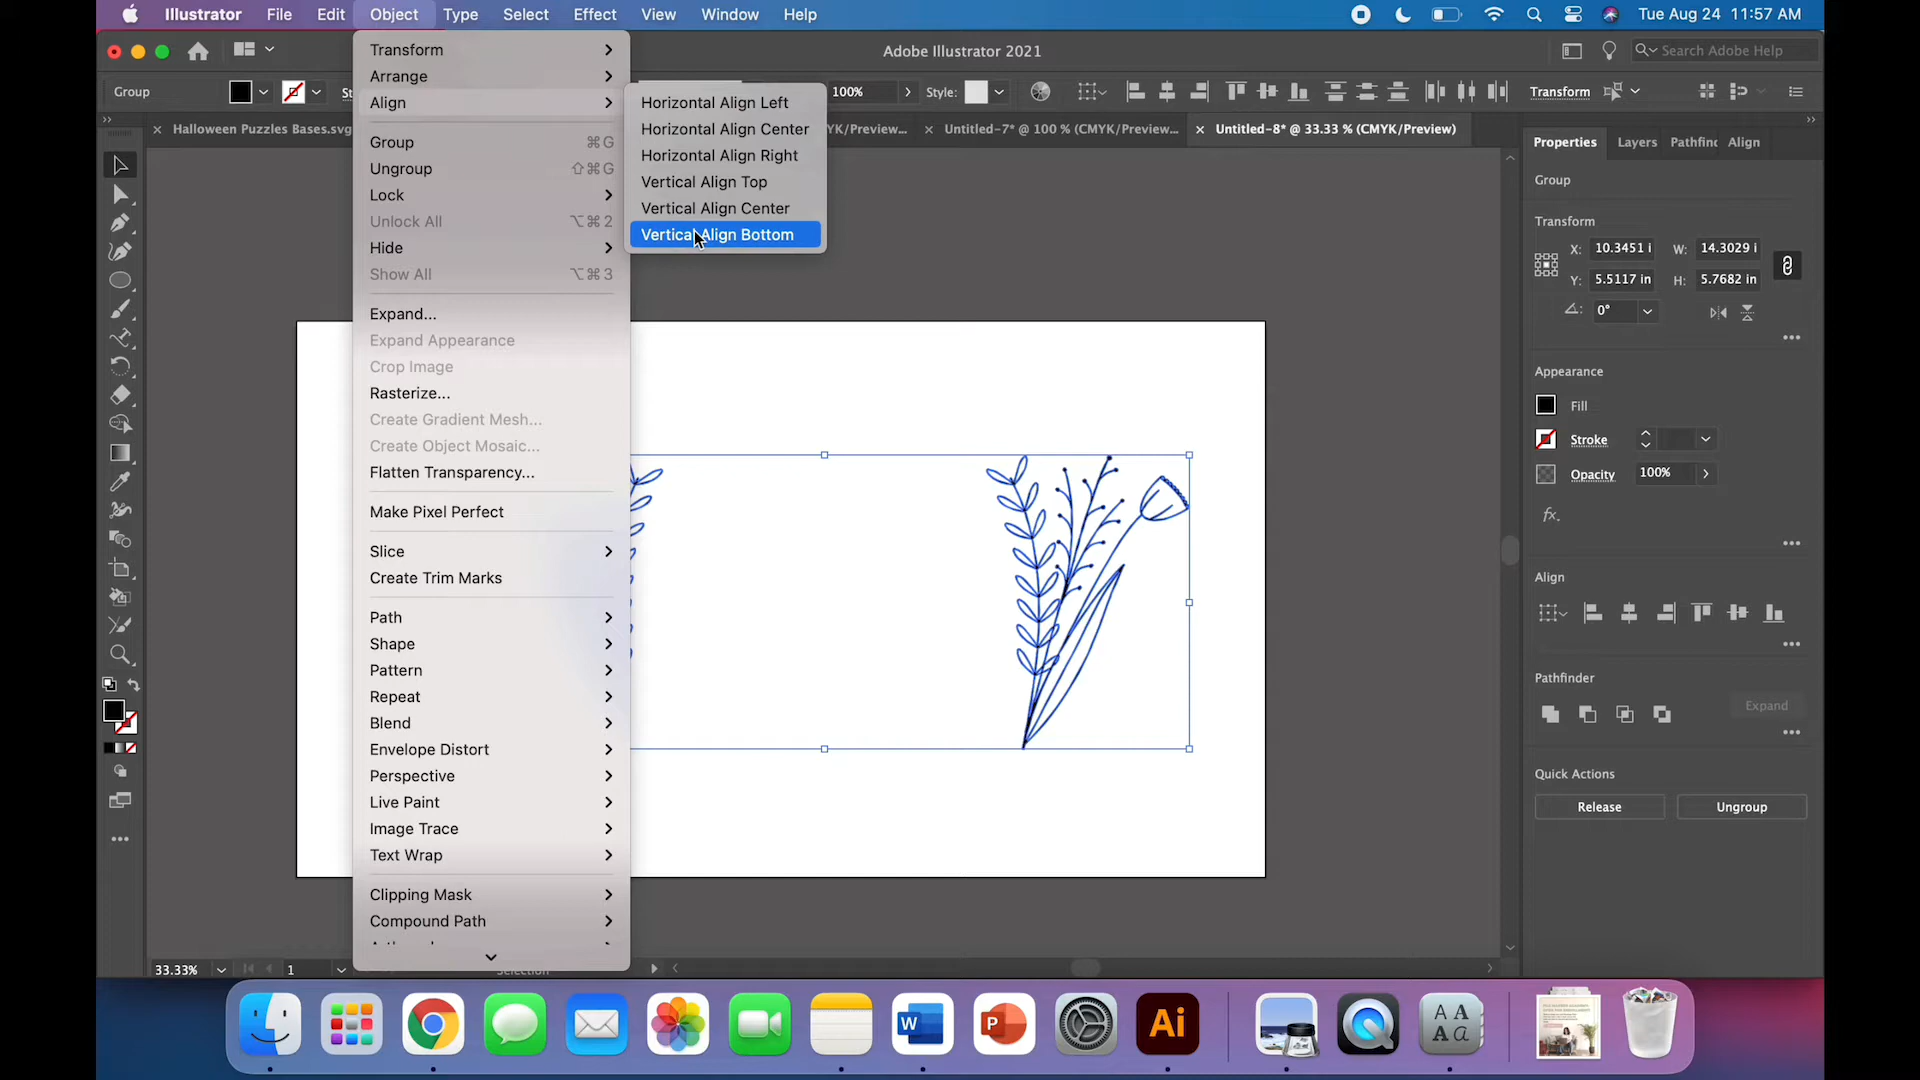 Illustrator File Edit Object Type Select Effect View Window Help
Tue Aug 24 11:57 AM
Adobe Illustrator 2021
Search Adobe Help
Group
100%
Style:
Transform
Halloween Puzzles Bases.svg
YK/Preview...
Untitled-7* @ 100 % (CMYK/Preview...
Untitled-8* @ 33.33 % (CMYK/Preview)
Transform
Arrange
Align
Group ⌘G
Ungroup ⇧⌘G
Lock
Unlock All ⌥⌘2
Hide
Show All ⌥⌘3
Expand...
Expand Appearance
Crop Image
Rasterize...
Create Gradient Mesh...
Create Object Mosaic...
Flatten Transparency...
Make Pixel Perfect
Slice
Create Trim Marks
Path
Shape
Pattern
Repeat
Blend
Envelope Distort
Perspective
Live Paint
Image Trace
Text Wrap
Clipping Mask
Compound Path
Horizontal Align Left
Horizontal Align Center
Horizontal Align Right
Vertical Align Top
Vertical Align Center
Vertical Align Bottom
Properties Layers Pathfinc Align
Group
Transform
X: 10.3451 i W: 14.3029 i
Y: 5.5117 in H: 5.7682 in
0°
Appearance
Fill
Stroke
Opacity 100%
fx.
Align
Pathfinder
Expand
Quick Actions
Release Ungroup
33.33% 1 Selection
W P Ai
A A
A a